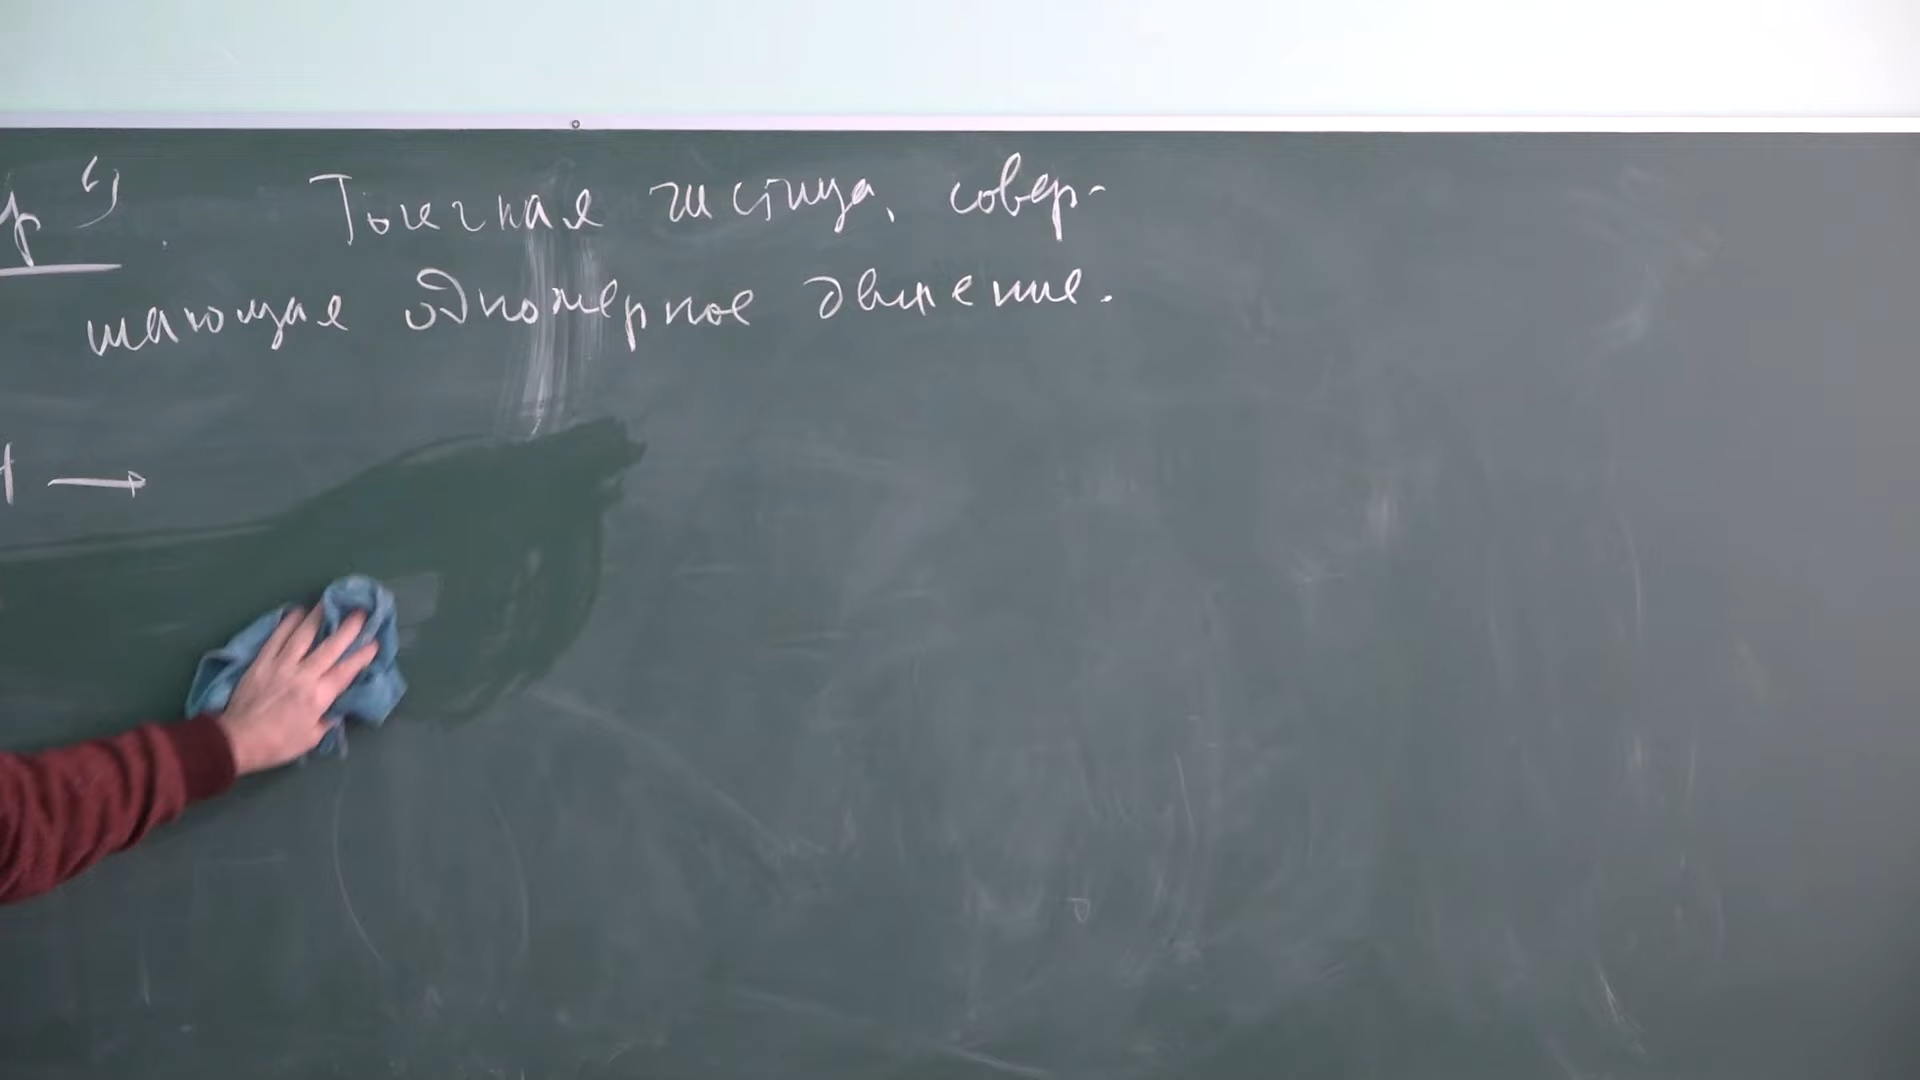 Точечная частица, совер-
шающая одномерное движение.
→